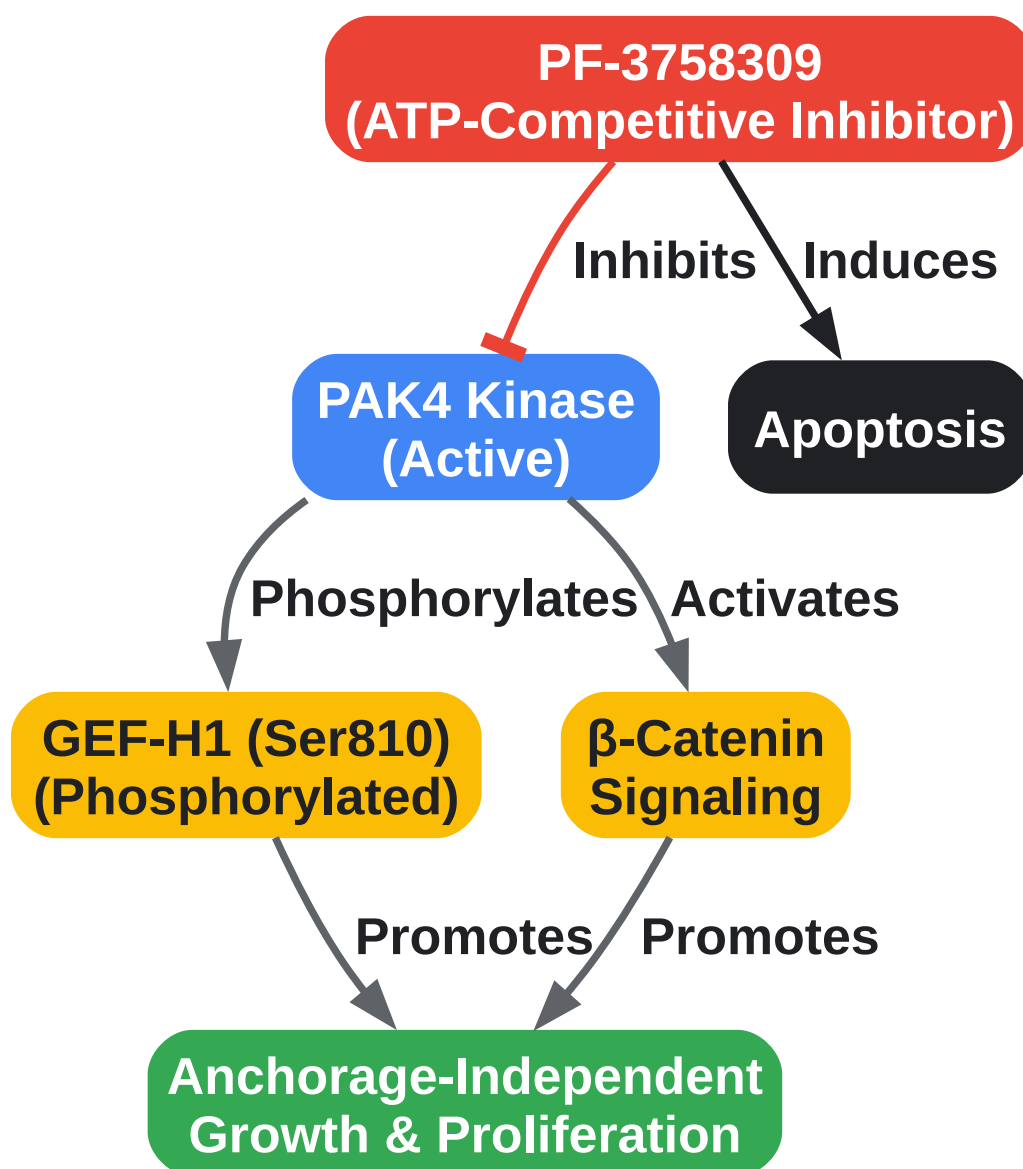 PF-3758309
(ATP-Competitive Inhibitor)
Inhibits
Induces
PAK4 Kinase
(Active)
Apoptosis
Phosphorylates
Activates
GEF-H1 (Ser810)
(Phosphorylated)
β-Catenin
Signaling
Promotes
Promotes
Anchorage-Independent
Growth & Proliferation